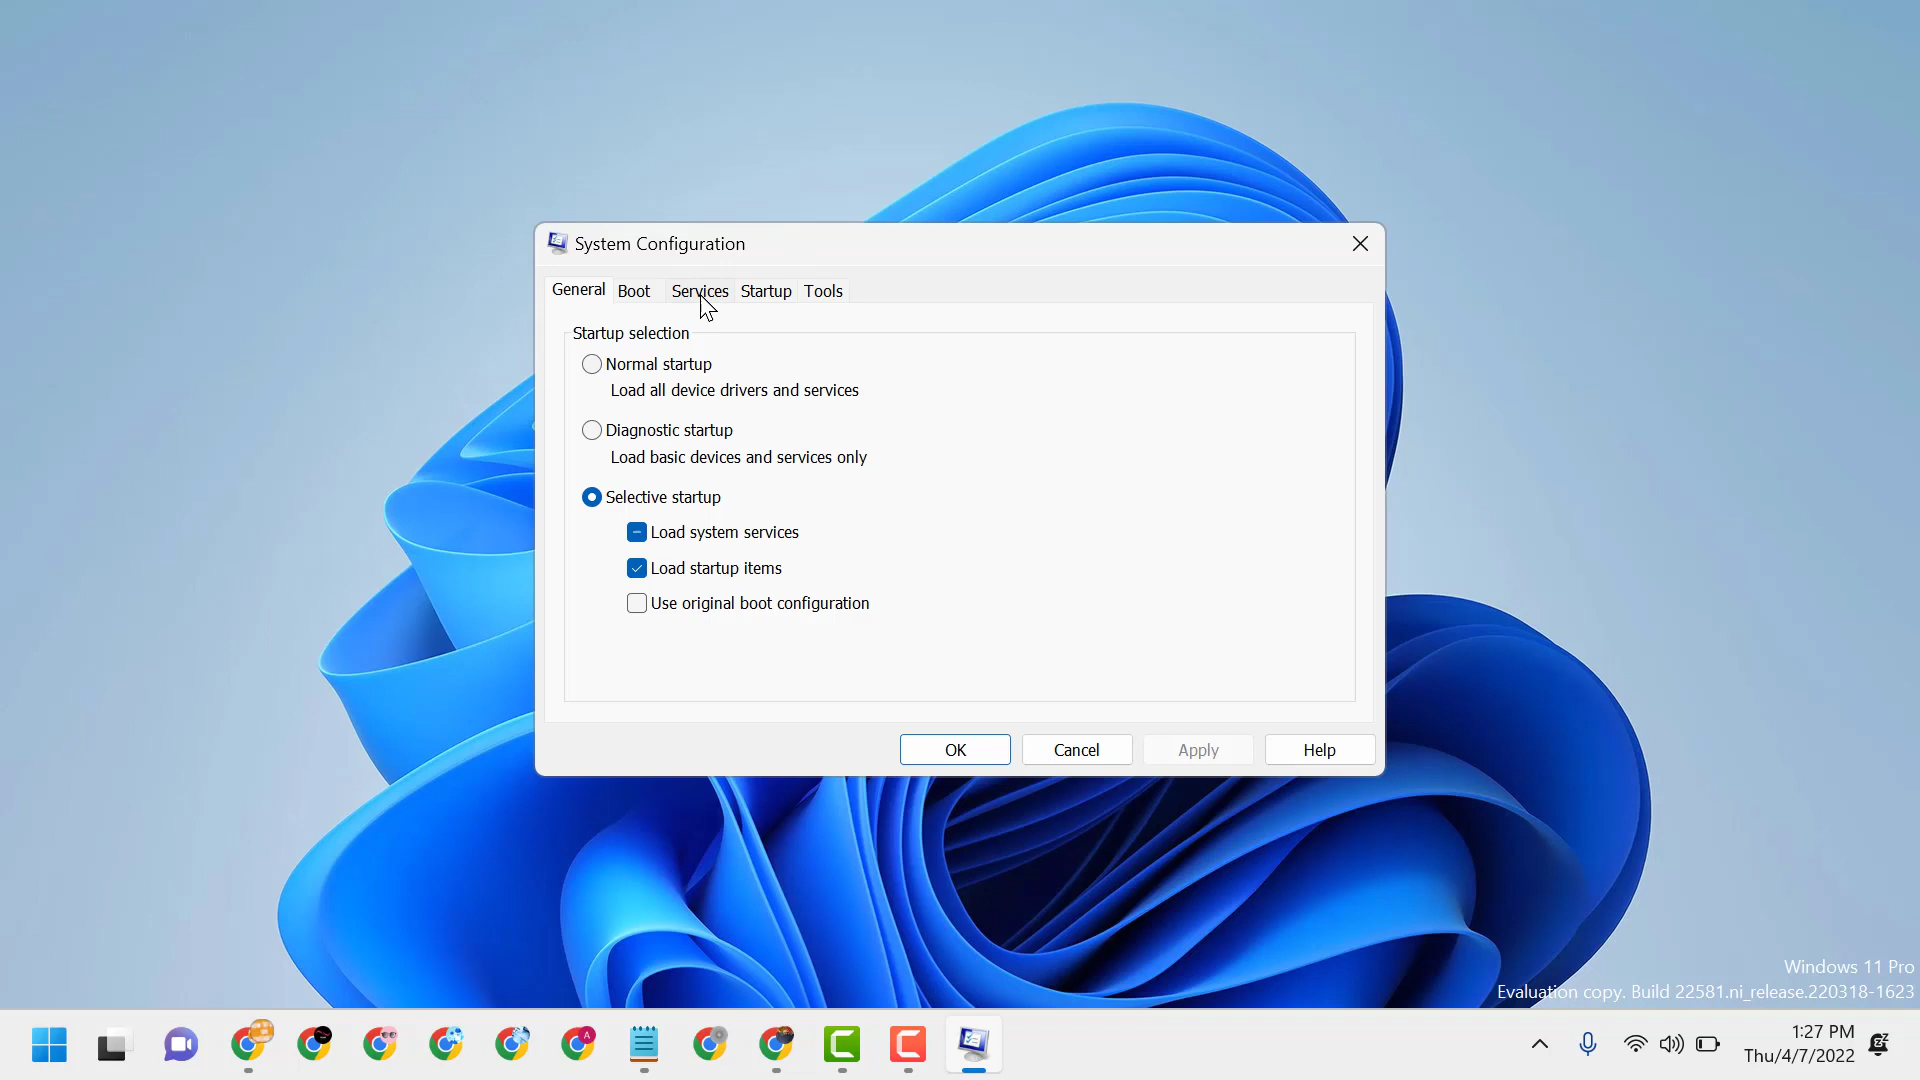 System Configuration
General Boot Services Startup Tools
Startup selection
Normal startup
Load all device drivers and services
Diagnostic startup
Load basic devices and services only
Selective startup
Load system services
Load startup items
Use original boot configuration
OK Cancel Apply Help
Windows 11 Pro
Evaluation copy. Build 22581.ni_release.220318-1623
1:27 PM
Thu/4/7/2022